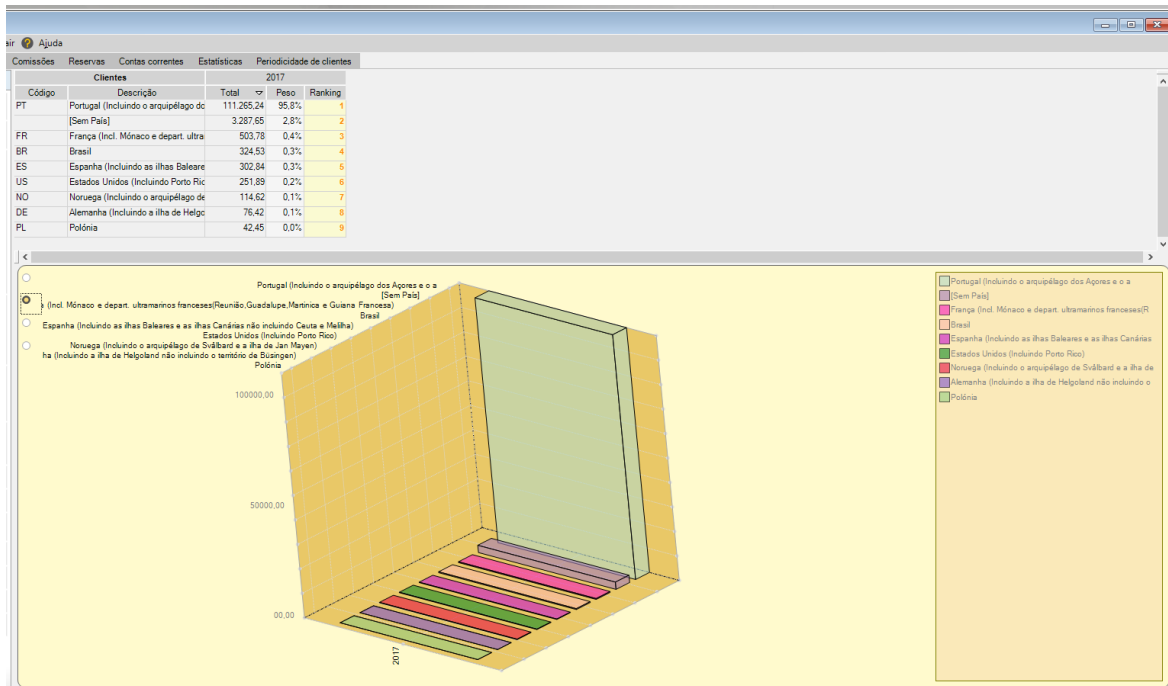 air Ajuda
Comissões Reservas Contas correntes Estatísticas Periodicidade de clientes
Clientes 2017
Código Descrição Total Peso Ranking
PT Portugal (Incluindo o arquipélago do 111.265,24 95,8% 1
[Sem País] 3.287,65 2,8% 2
FR França (Incl. Mónaco e depart. ultra 503,78 0,4% 3
BR Brasil 324,53 0,3% 4
ES Espanha (Incluindo as ilhas Baleare 302,84 0,3% 5
US Estados Unidos (Incluindo Porto Ric 251,89 0,2% 6
NO Noruega (Incluindo o arquipélago de 114,62 0,1% 7
DE Alemanha (Incluindo a ilha de Helgo 76,42 0,1% 8
PL Polónia 42,45 0,0% 9
Portugal (Incluindo o arquipélago dos Açores e o a
[Sem País]
(Incl. Mónaco e depart. ultramarinos franceses(Reunião,Guadalupe,Martinica e Guiana Francesa)
Brasil
Espanha (Incluindo as ilhas Baleares e as ilhas Canárias não incluindo Ceuta e Melilha)
Estados Unidos (Incluindo Porto Rico)
Noruega (Incluindo o arquipélago de Svålbard e a ilha de Jan Mayen)
ha (Incluindo a ilha de Helgoland não incluindo o território de Büsingen)
Polónia
100000,00
50000,00
00,00
2017
Portugal (Incluindo o arquipélago dos Açores e o a
[Sem País]
França (Incl. Mónaco e depart. ultramarinos franceses(R
Brasil
Espanha (Incluindo as ilhas Baleares e as ilhas Canárias
Estados Unidos (Incluindo Porto Rico)
Noruega (Incluindo o arquipélago de Svålbard e a ilha de
Alemanha (Incluindo a ilha de Helgoland não incluindo o
Polónia